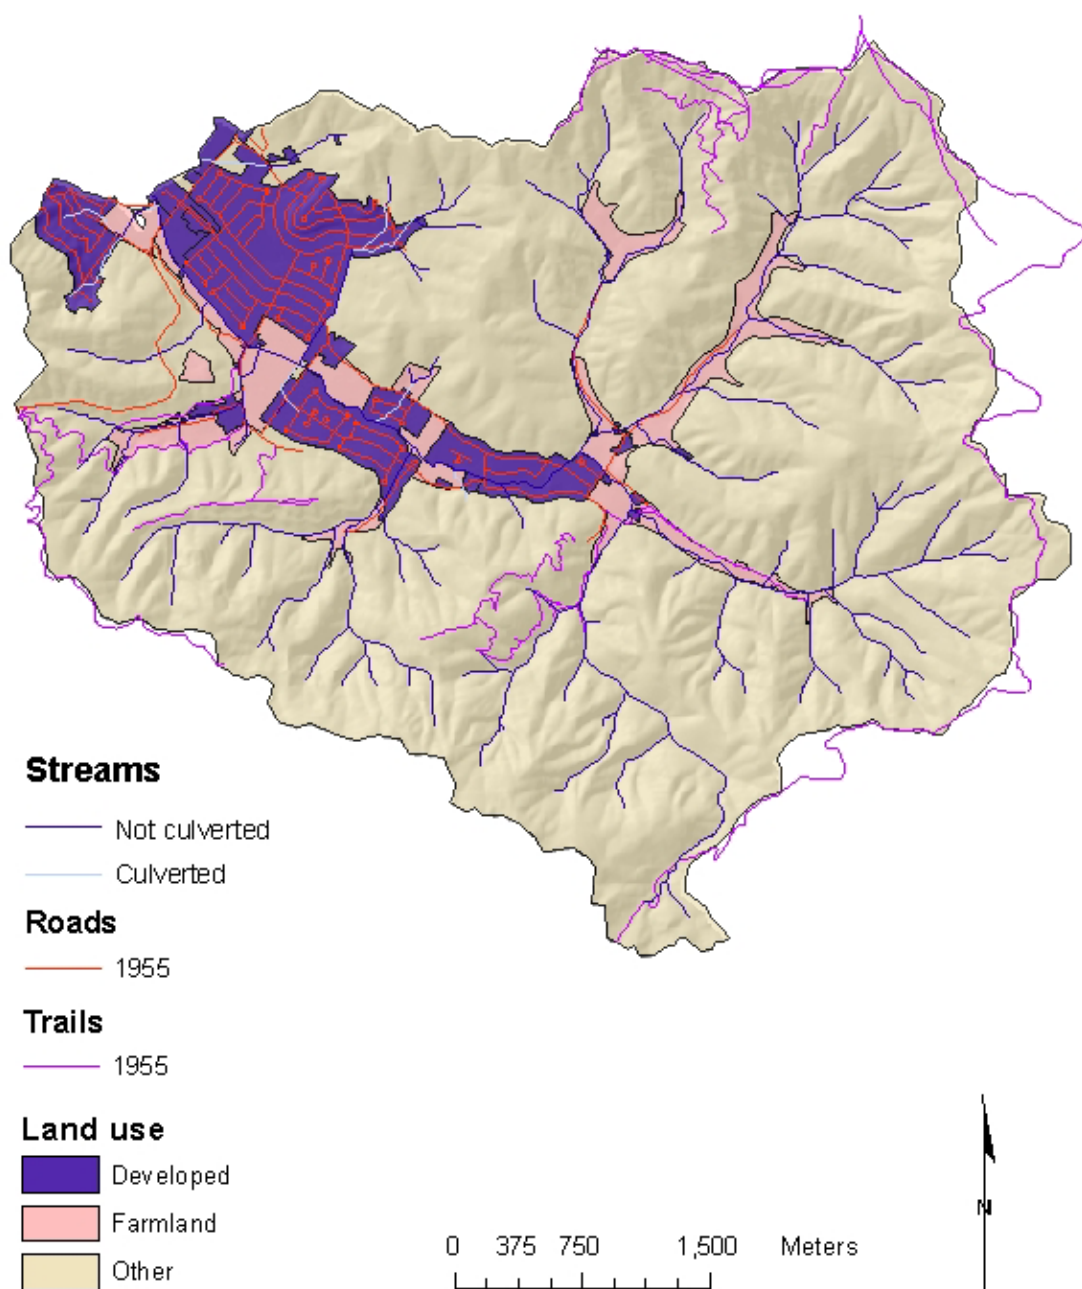 Streams
Not culverted
Culverted
Roads
1955
Trails
1955
Land use
Developed
Farmland
Other
0 375 750 1,500 Meters
N